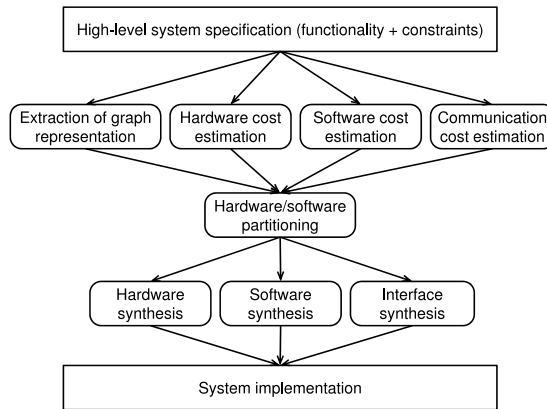 High-level system specification (functionality + constraints)
Extraction of graph
representation
Hardware cost
estimation
Software cost
estimation
Communication
cost estimation
Hardware/software
partitioning
Hardware
synthesis
Software
synthesis
Interface
synthesis
System implementation